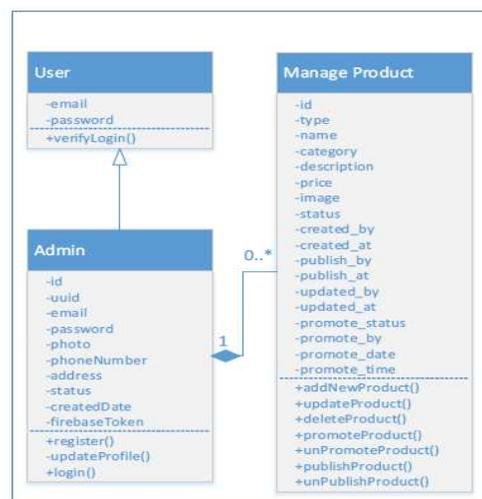 User
-email
-password
+verifyLogin()
Admin
-id
-uuid
-email
-password
-photo
-phoneNumber
-address
-status
-createdDate
-firebaseToken
+register()
-updateProfile()
+login()
1
0..*
Manage Product
-id
-type
-name
-category
-description
-price
-image
-status
-created_by
-created_at
-publish_by
-publish_at
-updated_by
-updated_at
-promote_status
-promote_by
-promote_date
-promote_time
+addNewProduct()
+updateProduct()
+deleteProduct()
+promoteProduct()
+unPromoteProduct()
+publishProduct()
+unPublishProduct()